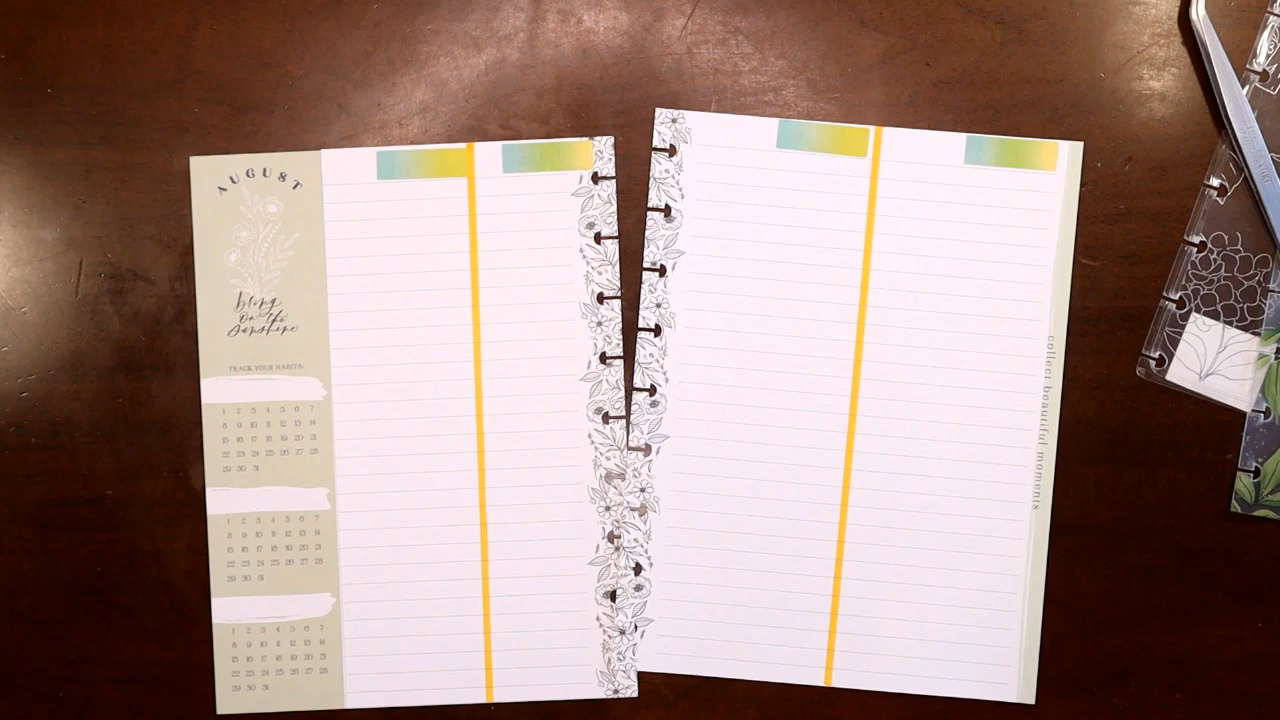 AUGUST
bring
on the
sunshine
TRACK YOUR HABITS:
1 2 3 4 5 6 7
8 9 10 11 12 13 14
15 16 17 18 19 20 21
22 23 24 25 26 27 28
29 30 31
1 2 3 4 5 6 7
8 9 10 11 12 13 14
15 16 17 18 19 20 21
22 23 24 25 26 27 28
29 30 31
1 2 3 4 5 6 7
8 9 10 11 12 13 14
15 16 17 18 19 20 21
22 23 24 25 26 27 28
29 30 31
collect beautiful moments